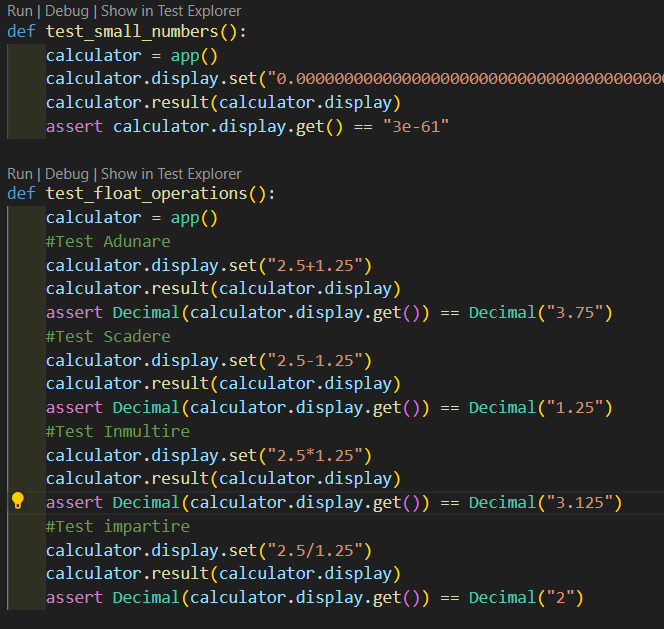 Run | Debug | Show in Test Explorer
def test_small_numbers():
calculator = app()
calculator.display.set("0.000000000000000000000000000000000000
calculator.result(calculator.display)
assert calculator.display.get() == "3e-61"
Run | Debug | Show in Test Explorer
def test_float_operations():
calculator = app()
#Test Adunare
calculator.display.set("2.5+1.25")
calculator.result(calculator.display)
assert Decimal(calculator.display.get()) == Decimal("3.75")
#Test Scadere
calculator.display.set("2.5-1.25")
calculator.result(calculator.display)
assert Decimal(calculator.display.get()) == Decimal("1.25")
#Test Inmultire
calculator.display.set("2.5*1.25")
calculator.result(calculator.display)
assert Decimal(calculator.display.get()) == Decimal("3.125")
#Test impartire
calculator.display.set("2.5/1.25")
calculator.result(calculator.display)
assert Decimal(calculator.display.get()) == Decimal("2")